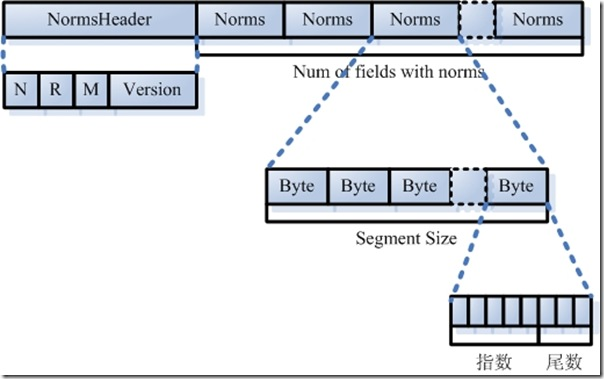 NormsHeader Norms Norms Norms Norms
Num of fields with norms
N R M Version
Byte Byte Byte Byte
Segment Size
指数 尾数